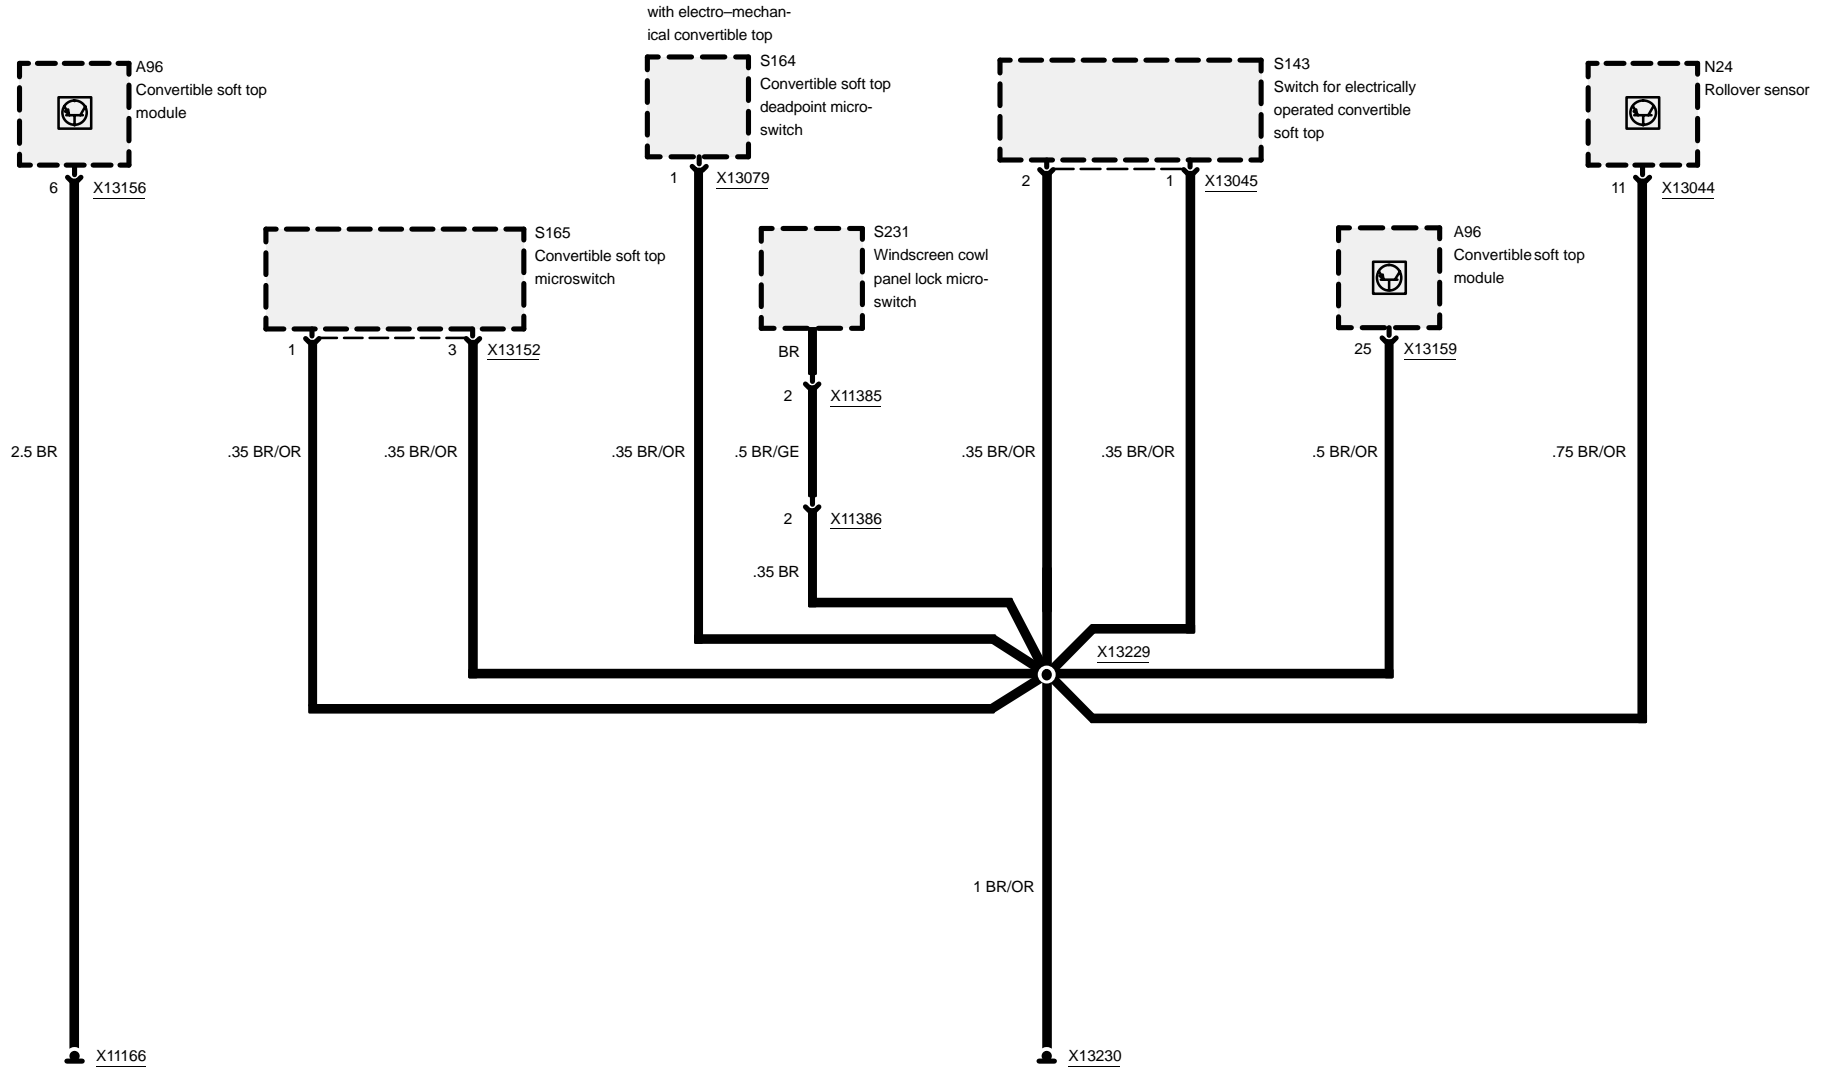 with electro–mechan-
ical convertible top
A96
Convertible soft top
module
S164
Convertible soft top
deadpoint micro-
switch
S143
Switch for electrically
operated convertible
soft top
N24
Rollover sensor
6
X13156
1
X13079
2
1
X13045
11
X13044
S165
Convertible soft top
microswitch
S231
Windscreen cowl
panel lock micro-
switch
A96
Convertible soft top
module
1
3
X13152
BR
25
X13159
2
X11385
2.5 BR
.35 BR/OR
.35 BR/OR
.35 BR/OR
.5 BR/GE
.35 BR/OR
.35 BR/OR
.5 BR/OR
.75 BR/OR
2
X11386
.35 BR
X13229
1 BR/OR
X11166
X13230